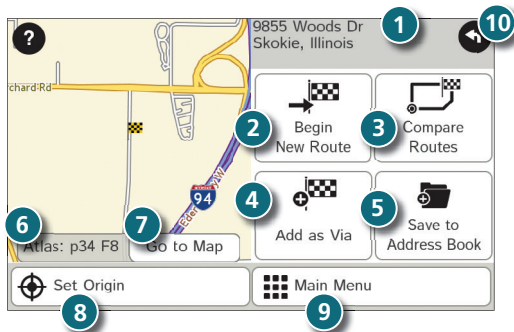 9855 Woods Dr
Skokie, Illinois
1
10
?
2
Begin
New Route
3
Compare
Routes
94
4
Add as Via
5
Save to
Address Book
6
Atlas: p34 F8
7
Go to Map
Set Origin
8
Main Menu
9